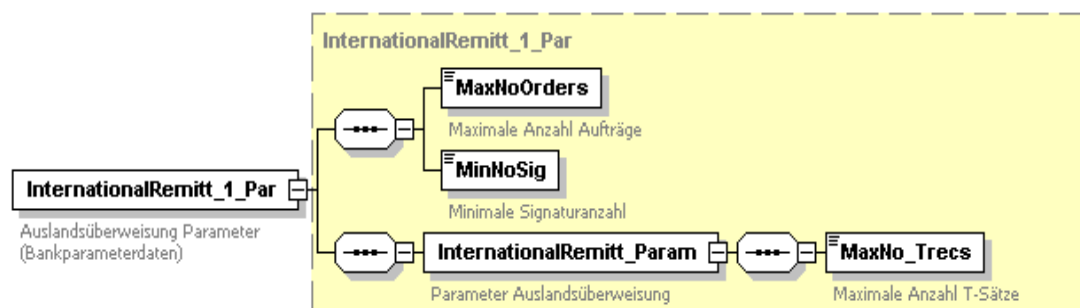 InternationalRemitt_1_Par
MaxNoOrders
Maximale Anzahl Aufträge
MinNoSig
Minimale Signaturanzahl
InternationalRemitt_1_Par
Auslandsüberweisung Parameter
(Bankparameterdaten)
InternationalRemitt_Param
Parameter Auslandsüberweisung
MaxNo_Trecs
Maximale Anzahl T-Sätze